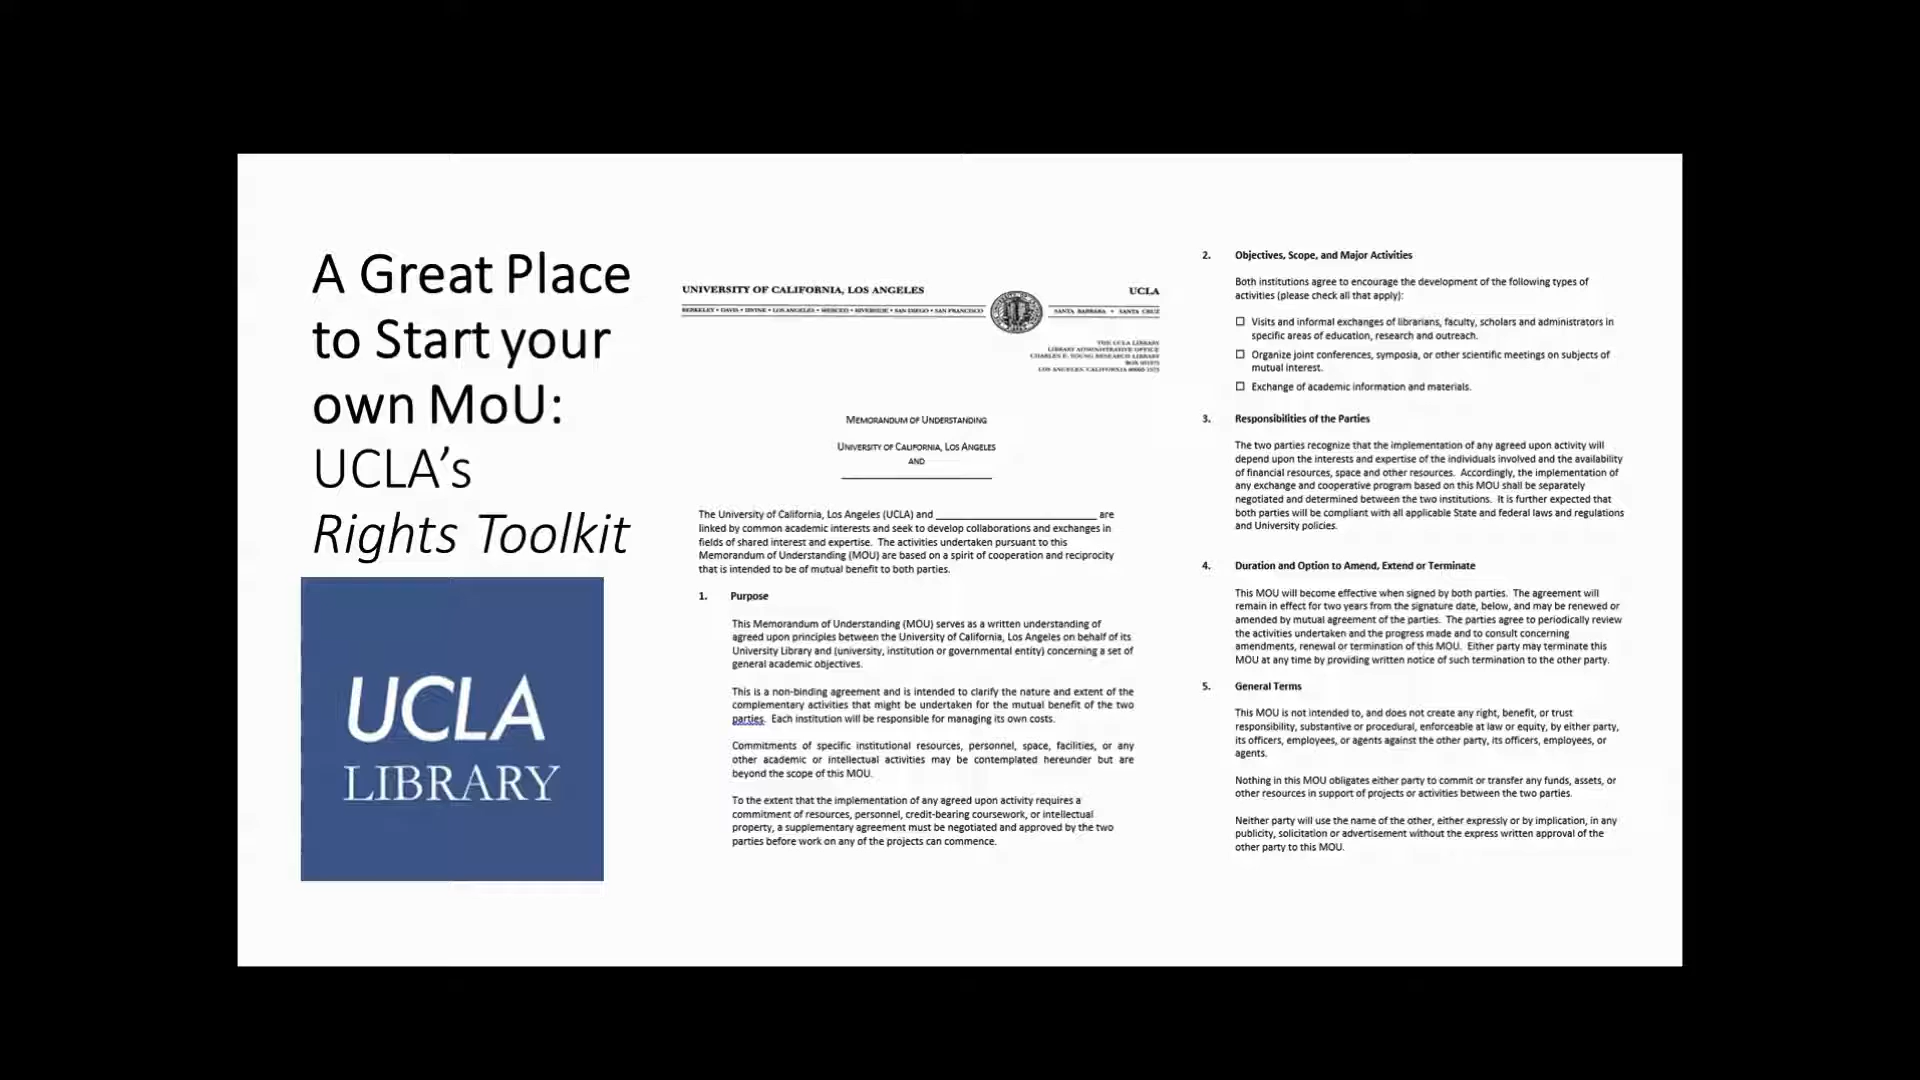 A Great Place
to Start your
own MoU:
UCLA's
Rights Toolkit
UCLA
LIBRARY
UNIVERSITY OF CALIFORNIA, LOS ANGELES
UCLA
BERKELEY • DAVIS • IRVINE • LOS ANGELES • MERCED • RIVERSIDE • SAN DIEGO • SAN FRANCISCO
SANTA BARBARA • SANTA CRUZ
THE UCLA LIBRARY
LIBRARY ADMINISTRATIVE OFFICE
CHARLES E. YOUNG RESEARCH LIBRARY
LOS ANGELES, CALIFORNIA
MEMORANDUM OF UNDERSTANDING
UNIVERSITY OF CALIFORNIA, LOS ANGELES
AND
The University of California, Los Angeles (UCLA) and ____________________ are
linked by common academic interests and seek to develop collaborations and exchanges in
fields of shared interest and expertise. The activities undertaken pursuant to this
Memorandum of Understanding (MOU) are based on a spirit of cooperation and reciprocity
that is intended to be of mutual benefit to both parties.
1. Purpose
This Memorandum of Understanding (MOU) serves as a written understanding of
agreed upon principles between the University of California, Los Angeles on behalf of its
University Library and (university, institution or governmental entity) concerning a set of
general academic objectives.
This is a non-binding agreement and is intended to clarify the nature and extent of the
complementary activities that might be undertaken for the mutual benefit of the two
parties. Each institution will be responsible for managing its own costs.
Commitments of specific institutional resources, personnel, space, facilities, or any
other academic or intellectual activities may be contemplated hereunder but are
beyond the scope of this MOU.
To the extent that the implementation of any agreed upon activity requires a
commitment of resources, personnel, credit-bearing coursework, or intellectual
property, a supplementary agreement must be negotiated and approved by the two
parties before work on any of the projects can commence.
2. Objectives, Scope, and Major Activities
Both institutions agree to encourage the development of the following types of
activities (please check all that apply):
☐ Visits and informal exchanges of librarians, faculty, scholars and administrators in
specific areas of education, research and outreach.
☐ Organize joint conferences, symposia, or other scientific meetings on subjects of
mutual interest.
☐ Exchange of academic information and materials.
3. Responsibilities of the Parties
The two parties recognize that the implementation of any agreed upon activity will
depend upon the interests and expertise of the individuals involved and the availability
of financial resources, space and other resources. Accordingly, the implementation of
any exchange and cooperative program based on this MOU shall be separately
negotiated and determined between the two institutions. It is further expected that
both parties will be compliant with all applicable State and federal laws and regulations
and University policies.
4. Duration and Option to Amend, Extend or Terminate
This MOU will become effective when signed by both parties. The agreement will
remain in effect for two years from the signature date, below, and may be renewed or
amended by mutual agreement of the parties. The parties agree to periodically review
the activities undertaken and the progress made and to consult concerning
amendments, renewal or termination of this MOU. Either party may terminate this
MOU at any time by providing written notice of such termination to the other party.
5. General Terms
This MOU is not intended to, and does not create any right, benefit, or trust
responsibility, substantive or procedural, enforceable at law or equity, by either party,
its officers, employees, or agents against the other party, its officers, employees, or
agents.
Nothing in this MOU obligates either party to commit or transfer any funds, assets, or
other resources in support of projects or activities between the two parties.
Neither party will use the name of the other, either expressly or by implication, in any
publicity, solicitation or advertisement without the express written approval of the
other party to this MOU.